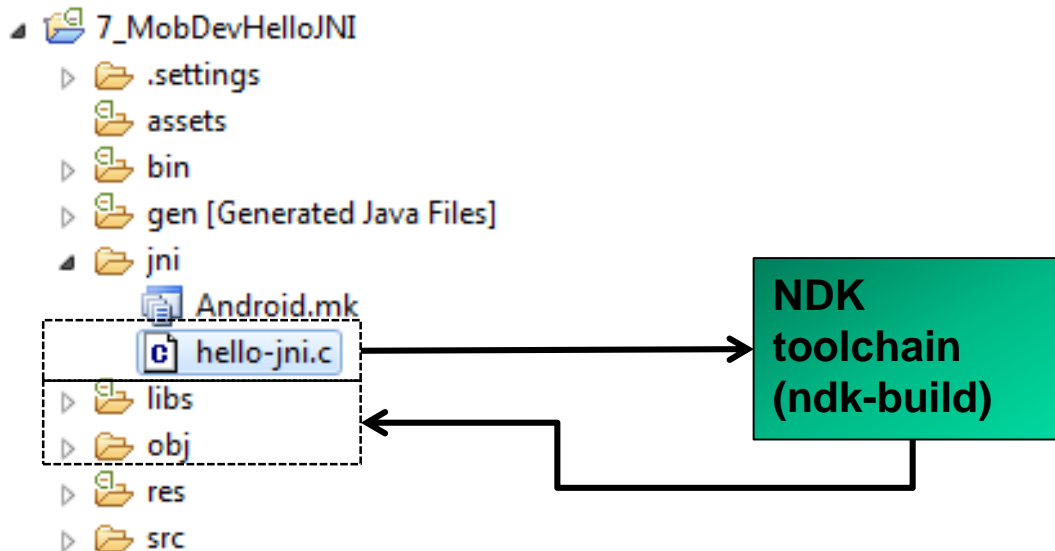 7_MobDevHelloJNI
.settings
assets
bin
gen [Generated Java Files]
jni
Android.mk
hello-jni.c
libs
obj
res
src
NDK
toolchain
(ndk-build)